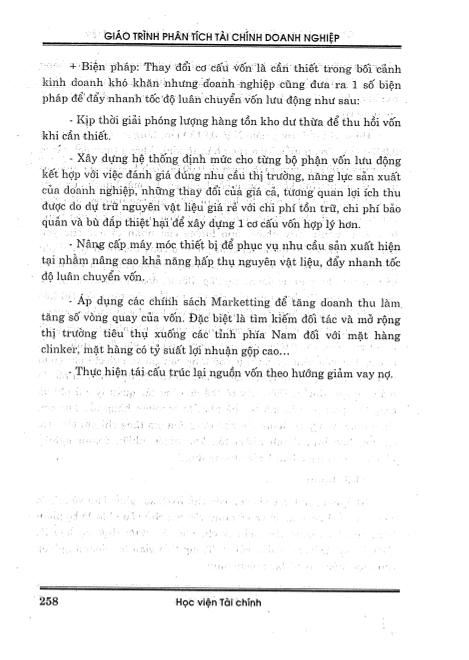 GIÁO TRÌNH PHÂN TÍCH TÀI CHÍNH DOANH NGHIỆP
+ Biện pháp: Thay đổi cơ cấu vốn là cần thiết trong bối cảnh
kinh doanh khó khăn nhưng doanh nghiệp cũng đưa ra 1 số biện
pháp để đẩy nhanh tốc độ luân chuyển vốn lưu động như sau:
- Kịp thời giải phóng lượng hàng tồn kho dư thừa để thu hồi vốn
khi cần thiết.
- Xây dựng hệ thống định mức cho từng bộ phận vốn lưu động
kết hợp với việc đánh giá đúng nhu cầu thị trường, năng lực sản xuất
của doanh nghiệp, những thay đổi của giá cả, tương quan lợi ích thu
được do dự trữ nguyên vật liệu giá rẻ với chi phí tồn trữ, chi phí bảo
quản và bù đắp thiệt hại để xây dựng 1 cơ cấu vốn hợp lý hơn.
- Nâng cấp máy móc thiết bị để phục vụ nhu cầu sản xuất hiện
tại nhằm nâng cao khả năng hấp thụ nguyên vật liệu, đẩy nhanh tốc
độ luân chuyển vốn.
- Áp dụng các chính sách Marketting để tăng doanh thu làm
tăng số vòng quay của vốn. Đặc biệt là tìm kiếm đối tác và mở rộng
thị trường tiêu thụ xuống các tỉnh phía Nam đối với mặt hàng
clinker, mặt hàng có tỷ suất lợi nhuận gộp cao...
- Thực hiện tái cấu trúc lại nguồn vốn theo hướng giảm vay nợ.
258 Học viện Tài chính